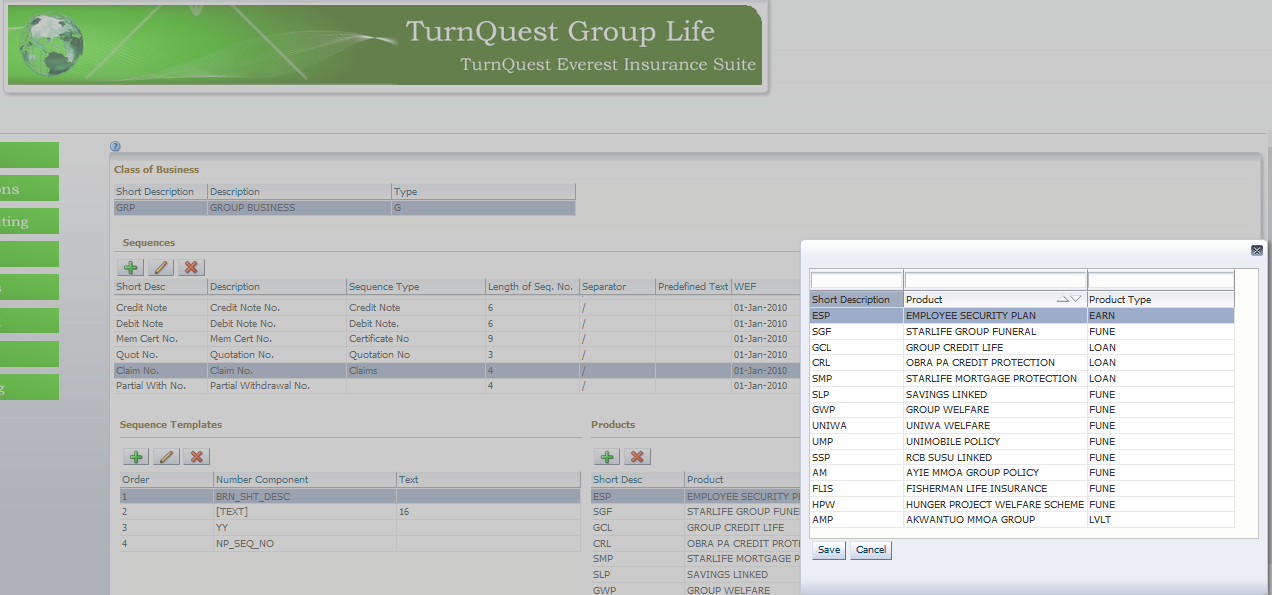 TurnQuest Group Life
TurnQuest Everest Insurance Suite
ns
ting
s
g
?
Class of Business
Short Description Description Type
GRP GROUP BUSINESS G
Sequences
Short Desc Description Sequence Type Length of Seq. No. Separator Predefined Text WEF
Credit Note Credit Note No. Credit Note 6 / 01-Jan-2010
Debit Note Debit Note No. Debit Note. 6 / 01-Jan-2010
Mem Cert No. Mem Cert No. Certificate No 9 / 01-Jan-2010
Quot No. Quotation No. Quotation No 3 / 01-Jan-2010
Claim No. Claim No. Claims 4 / 01-Jan-2010
Partial With No. Partial Withdrawal No. 4 / 01-Jan-2010
Sequence Templates
Order Number Component Text
1 BRN_SHT_DESC
2 [TEXT] 16
3 YY
4 NP_SEQ_NO
Products
Short Desc Product
ESP EMPLOYEE SECURITY PL
SGF STARLIFE GROUP FUNE
GCL GROUP CREDIT LIFE
CRL OBRA PA CREDIT PROT
SMP STARLIFE MORTGAGE P
SLP SAVINGS LINKED
GWP GROUP WELFARE
Short Description Product Product Type
ESP EMPLOYEE SECURITY PLAN EARN
SGF STARLIFE GROUP FUNERAL FUNE
GCL GROUP CREDIT LIFE LOAN
CRL OBRA PA CREDIT PROTECTION LOAN
SMP STARLIFE MORTGAGE PROTECTION LOAN
SLP SAVINGS LINKED FUNE
GWP GROUP WELFARE FUNE
UNIWA UNIWA WELFARE FUNE
UMP UNIMOBILE POLICY FUNE
SSP RCB SUSU LINKED FUNE
AM AYIE MMOA GROUP POLICY FUNE
FLIS FISHERMAN LIFE INSURANCE FUNE
HPW HUNGER PROJECT WELFARE SCHEME FUNE
AMP AKWANTUO MMOA GROUP LVLT
Save Cancel